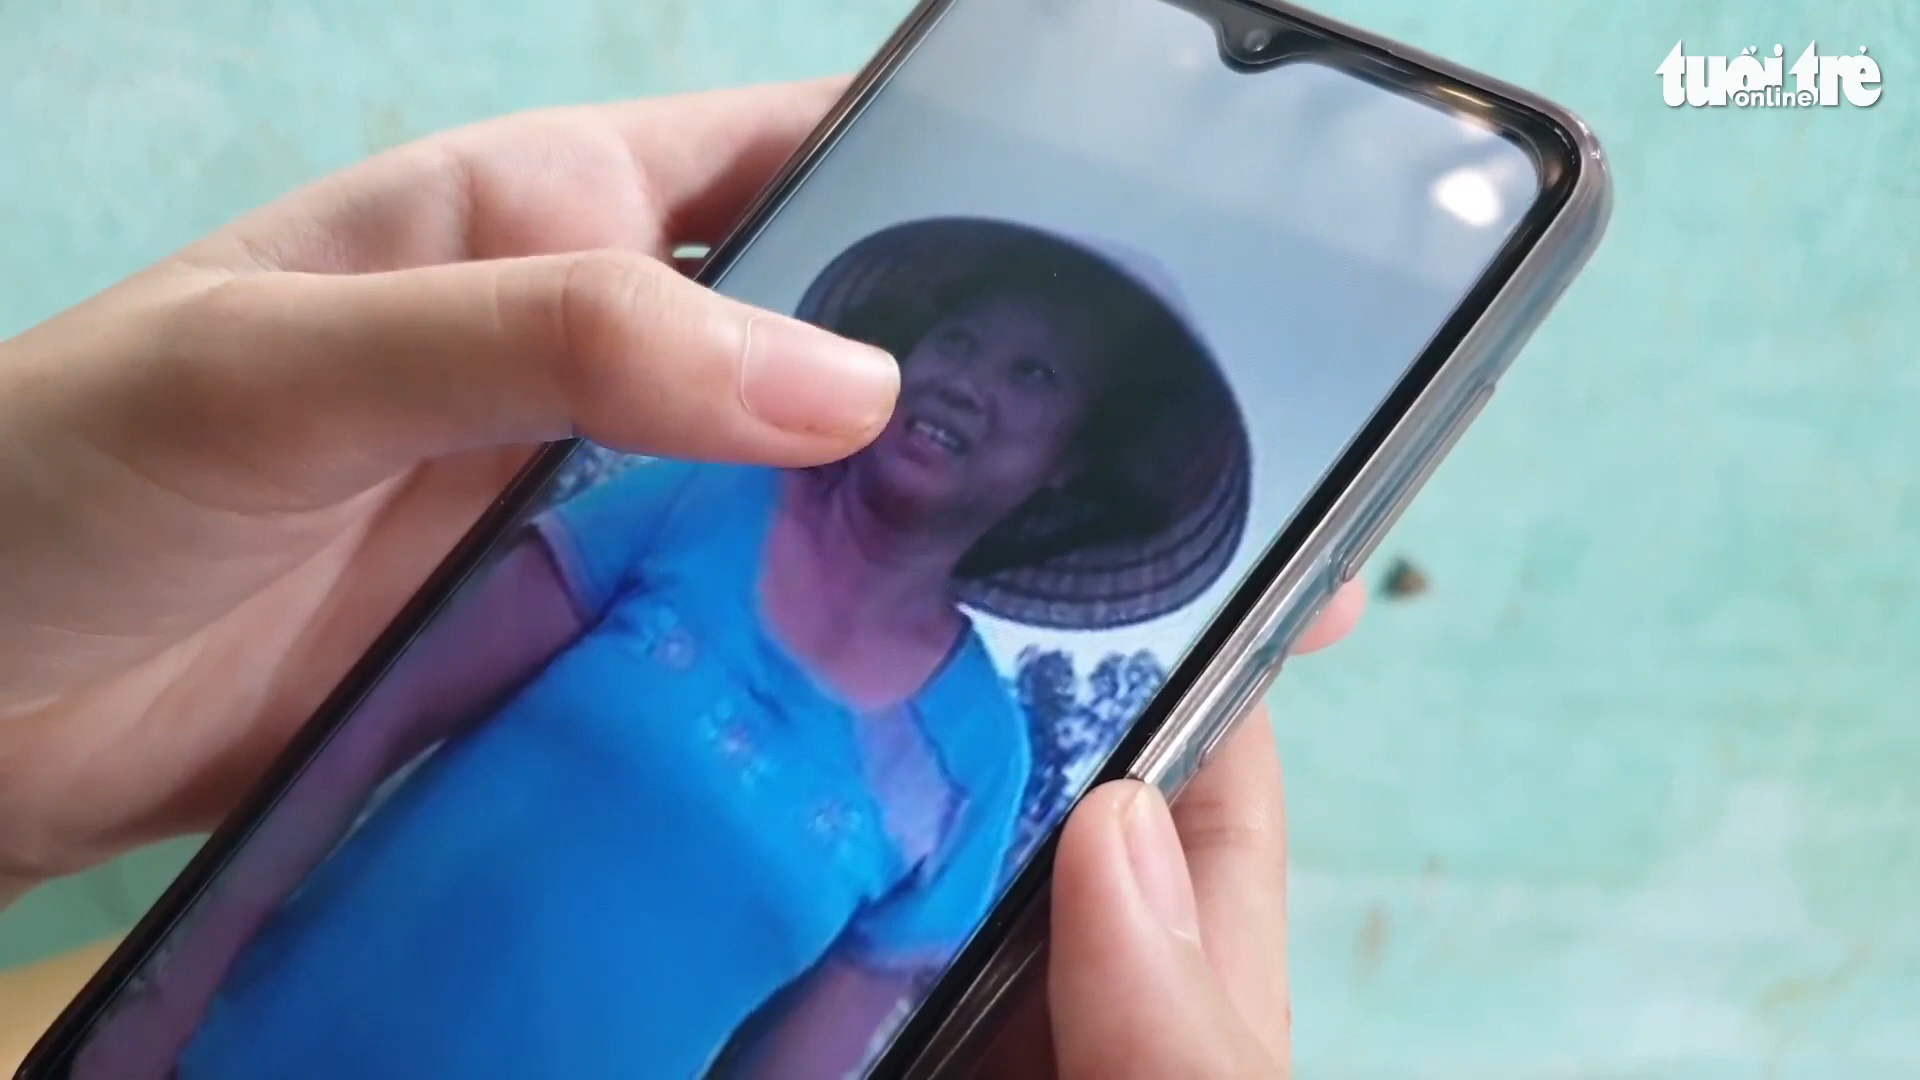 tuổi trẻ
online